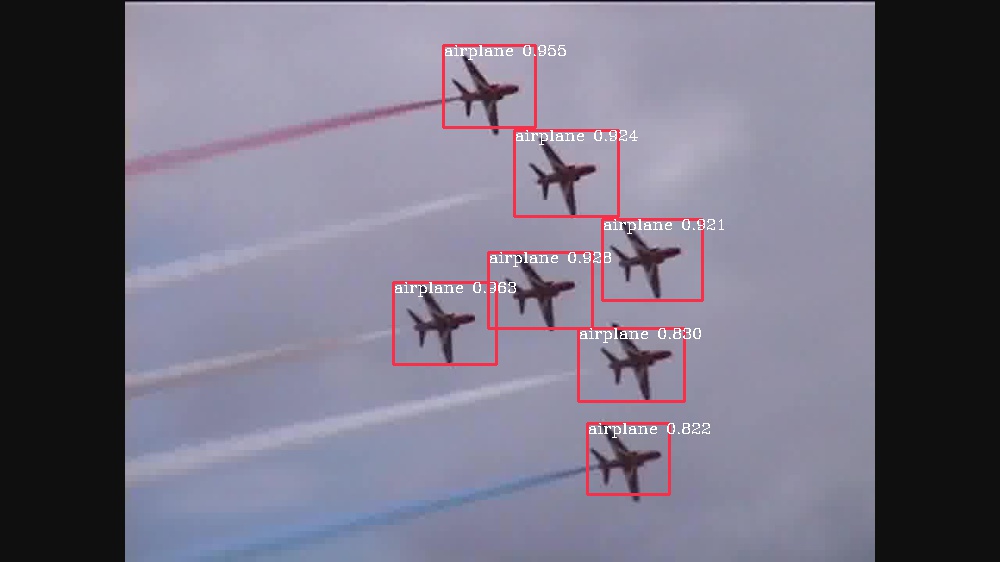 airplane 0.955
airplane 0.924
airplane 0.921
airplane 0.928
airplane 0.963
airplane 0.830
airplane 0.822